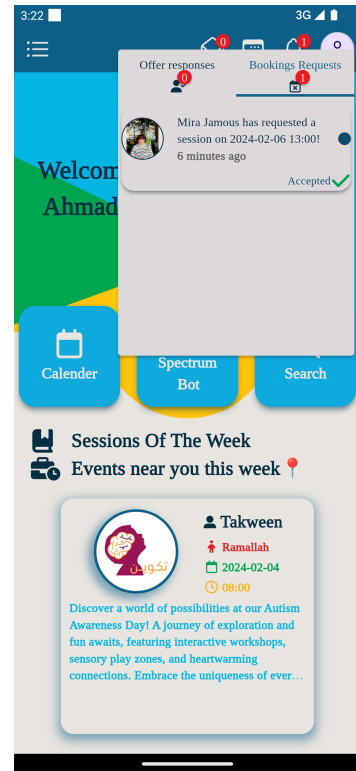 3:22
3G
0
1
o
Offer responses
Bookings Requests
0
1
Mira Jamous has requested a
session on 2024-02-06 13:00!
6 minutes ago
Accepted
Welcom
Ahmad
Calender
Spectrum
Bot
Search
Sessions Of The Week
Events near you this week📍
Takween
Ramallah
2024-02-04
08:00
تكوين
Discover a world of possibilities at our Autism
Awareness Day! A journey of exploration and
fun awaits, featuring interactive workshops,
sensory play zones, and heartwarming
connections. Embrace the uniqueness of ever…